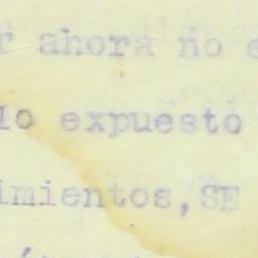 r ahora no e
lo expuesto
imientos, SE